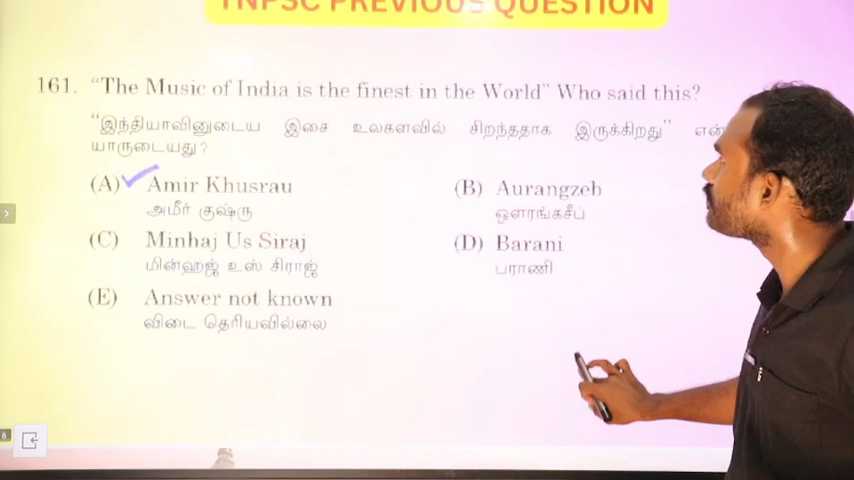 TNPSC PREVIOUS QUESTION
161. "The Music of India is the finest in the World" Who said this?
"இந்தியாவினுடைய இசை உலகளவில் சிறந்ததாக இருக்கிறது"
யாருடையது?
(A) Amir Khusrau
அமீர் குஷ்ரு
(B) Aurangzeb
ஔரங்கசீப்
(C) Minhaj Us Siraj
மின்ஹஜ் உஸ் சிராஜ்
(D) Barani
பராணி
(E) Answer not known
விடை தெரியவில்லை
6